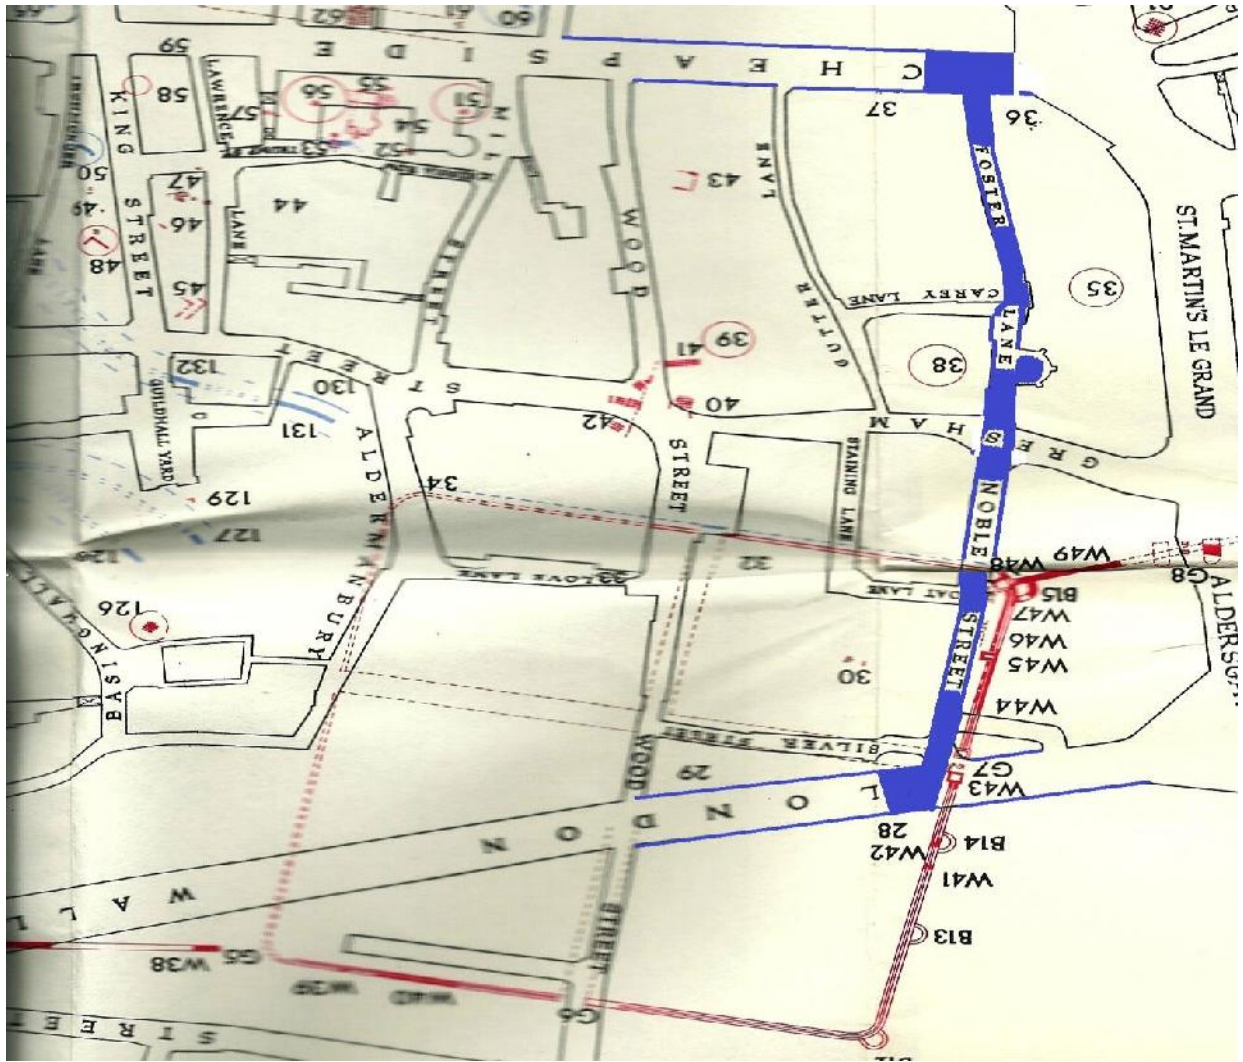 62
61
60
59
CHEAPSIDE
58
KING
STREET
LAWRENCE
LANE
57
56
55
54
53
52
51
50
49
48
47
46
45
44
43
37
36
FOSTER
LANE
WOOD
STREET
GUTTER
LANE
CAREY LANE
35
ST. MARTIN'S LE GRAND
38
39
41
40
42
STREET
132
130
131
GUILDHALL YARD
GRESHAM
STREET
ALDERMANBURY
34
STAINING LANE
NOBLE
STREET
129
127
126
32
33
LOVE LANE
OAT LANE
W49
W48
G8
B15
W47
W46
W45
W44
30
BASINGHALL
SILVER STREET
WOOD
STREET
29
G7
W43
28
W42
B14
W41
B13
LONDON
WALL
W38
G5
W39
W40
G6
STREET